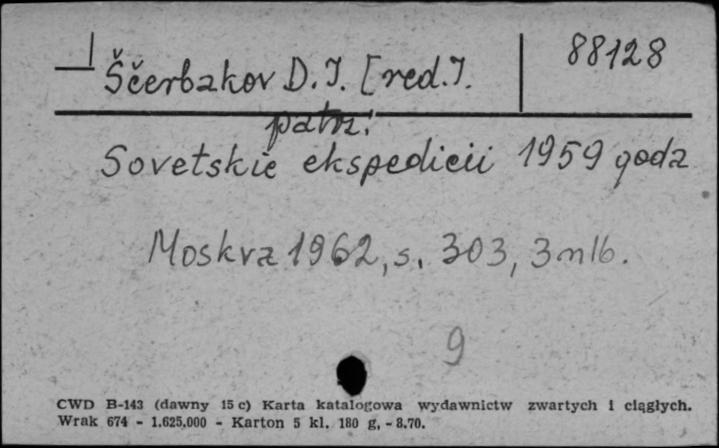 Ščerbakov D.I. [red.].
88128
patrz:
Sovetskie ekspedicii 1959 goda
Moskva 1962, s. 303, 3 nlb.
9
CWD B-143 (dawny 15 c) Karta katalogowa wydawnictw zwartych i ciągłych.
Wrak 674 - 1.625.000 - Karton 5 kl. 180 g, - 8.70.